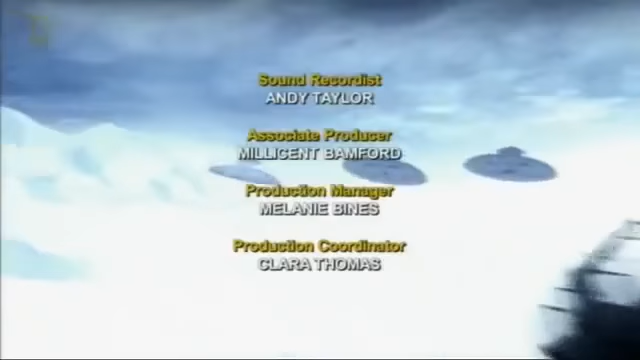 Sound Recordist
ANDY TAYLOR
Associate Producer
MILLICENT BAMFORD
Production Manager
MELANIE BINES
Production Coordinator
CLARA THOMAS